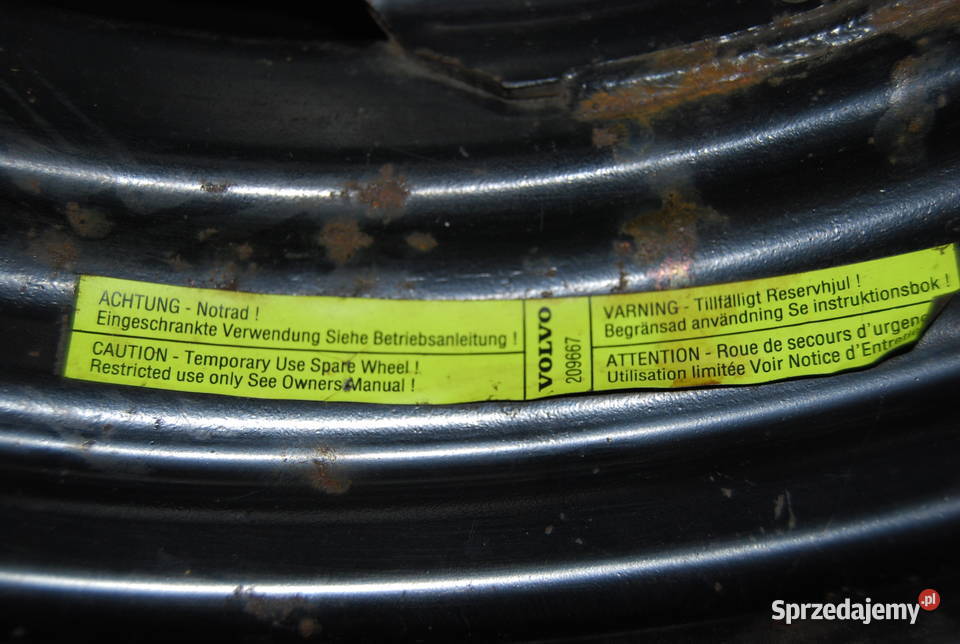 ACHTUNG - Notrad !
Eingeschrankte Verwendung Siehe Betriebsanleitung !
CAUTION - Temporary Use Spare Wheel !
Restricted use only See Owners Manual !
VOLVO
209667
VARNING - Tillfälligt Reservhjul !
Begränsad användning Se instruktionsbok !
ATTENTION - Roue de secours d'urgen
Utilisation limitée Voir Notice d'Entre
Sprzedajemy.pl